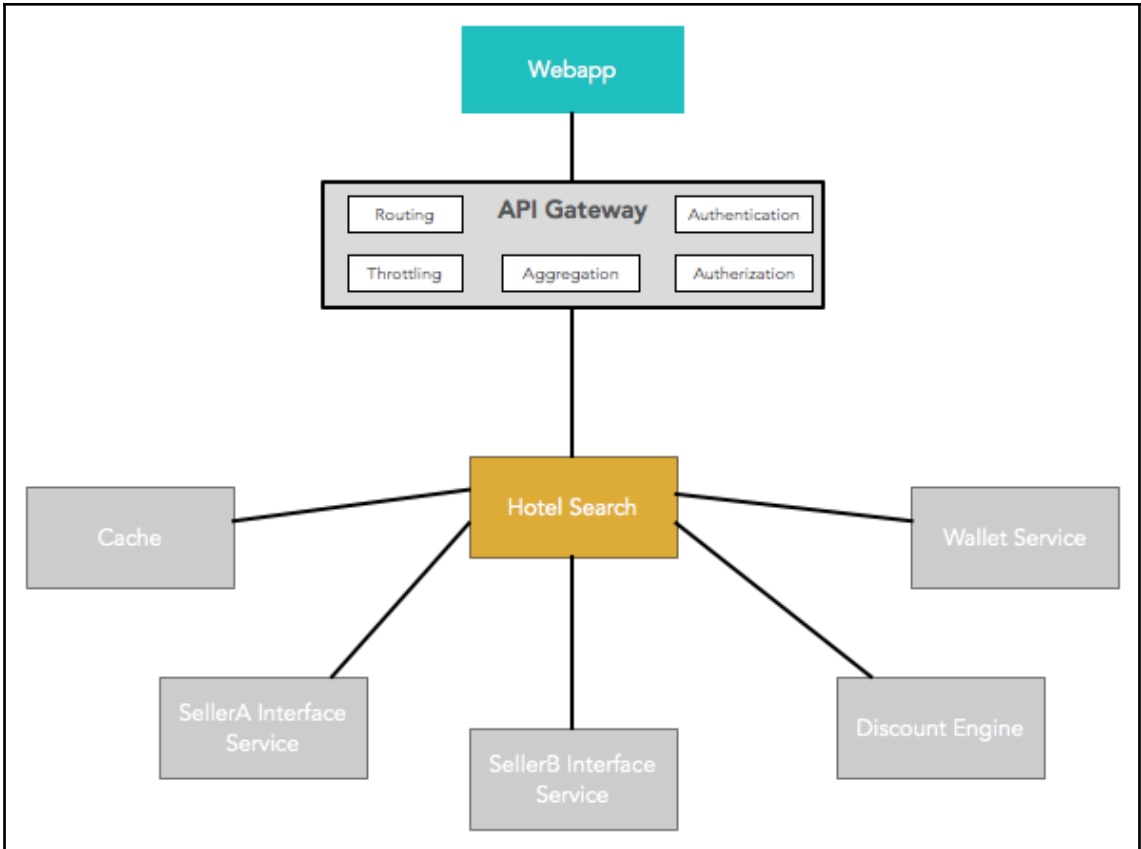 Webapp
API Gateway
Routing
Authentication
Throttling
Aggregation
Autherization
Hotel Search
Cache
Wallet Service
SellerA Interface
Service
SellerB Interface
Service
Discount Engine